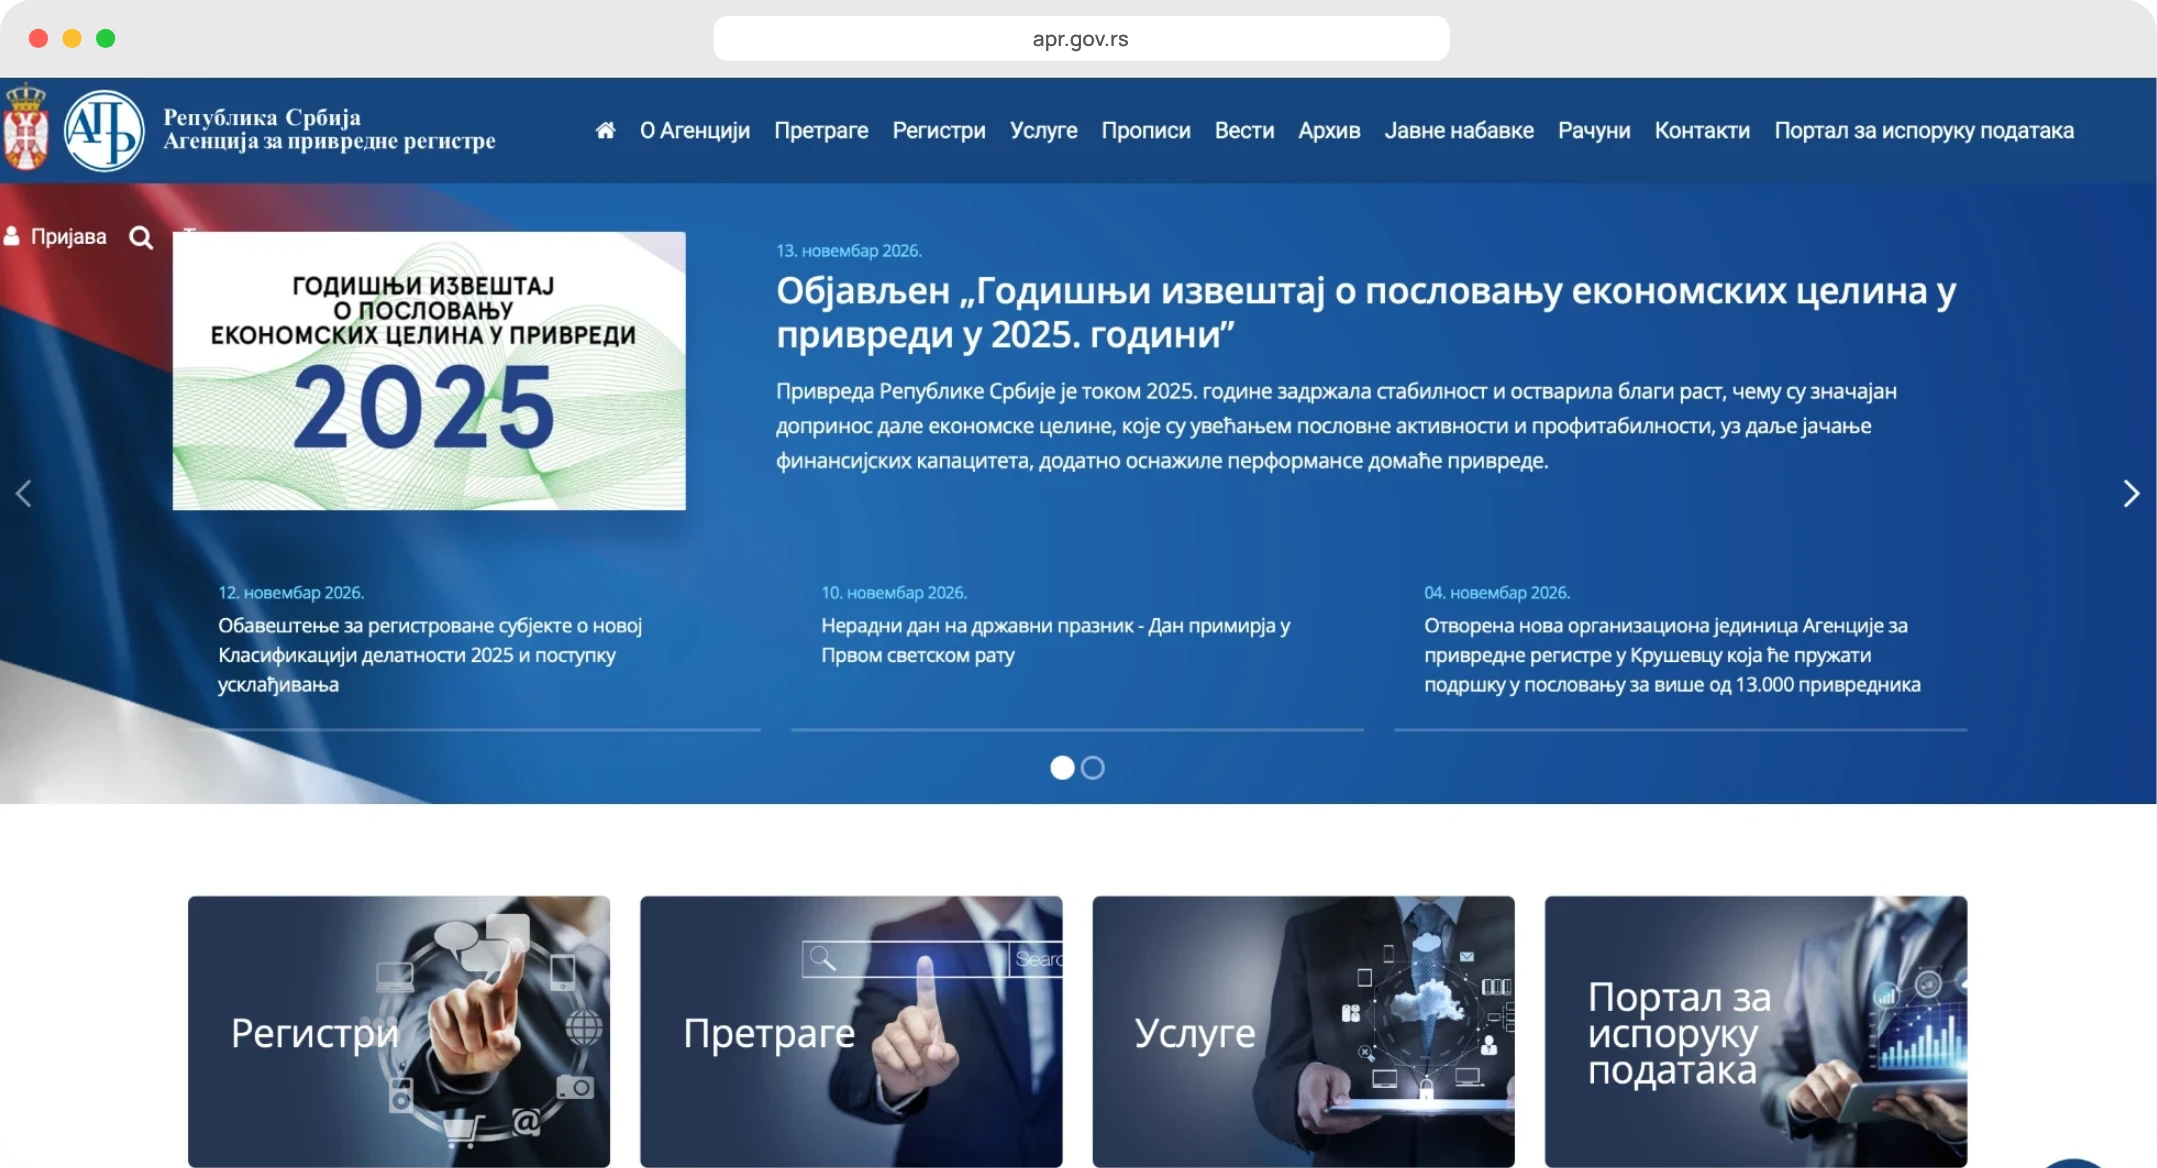 apr.gov.rs
Република Србија
Агенција за привредне регистре
О Агенцији Претраге Регистри Услуге Прописи Вести Архив Јавне набавке Рачуни Контакти Портал за испоруку података
Пријава
ГОДИШЊИ ИЗВЕШТАЈ
О ПОСЛОВАЊУ
ЕКОНОМСКИХ ЦЕЛИНА У ПРИВРЕДИ
2025
13. новембар 2026.
Објављен „Годишњи извештај о пословању економских целина у
привреди у 2025. години”
Привреда Републике Србије је током 2025. године задржала стабилност и остварила благи раст, чему су значајан
допринос дале економске целине, које су увећањем пословне активности и профитабилности, уз даље јачање
финансијских капацитета, додатно оснажиле перформансе домаће привреде.
12. новембар 2026.
Обавештење за регистроване субјекте о новој
Класификацији делатности 2025 и поступку
усклађивања
10. новембар 2026.
Нерадни дан на државни празник - Дан примирја у
Првом светском рату
04. новембар 2026.
Отворена нова организациона јединица Агенције за
привредне регистре у Крушевцу која ће пружати
подршку у пословању за више од 13.000 привредника
Регистри
Претраге
Searc
Услуге
Портал за
испоруку
података